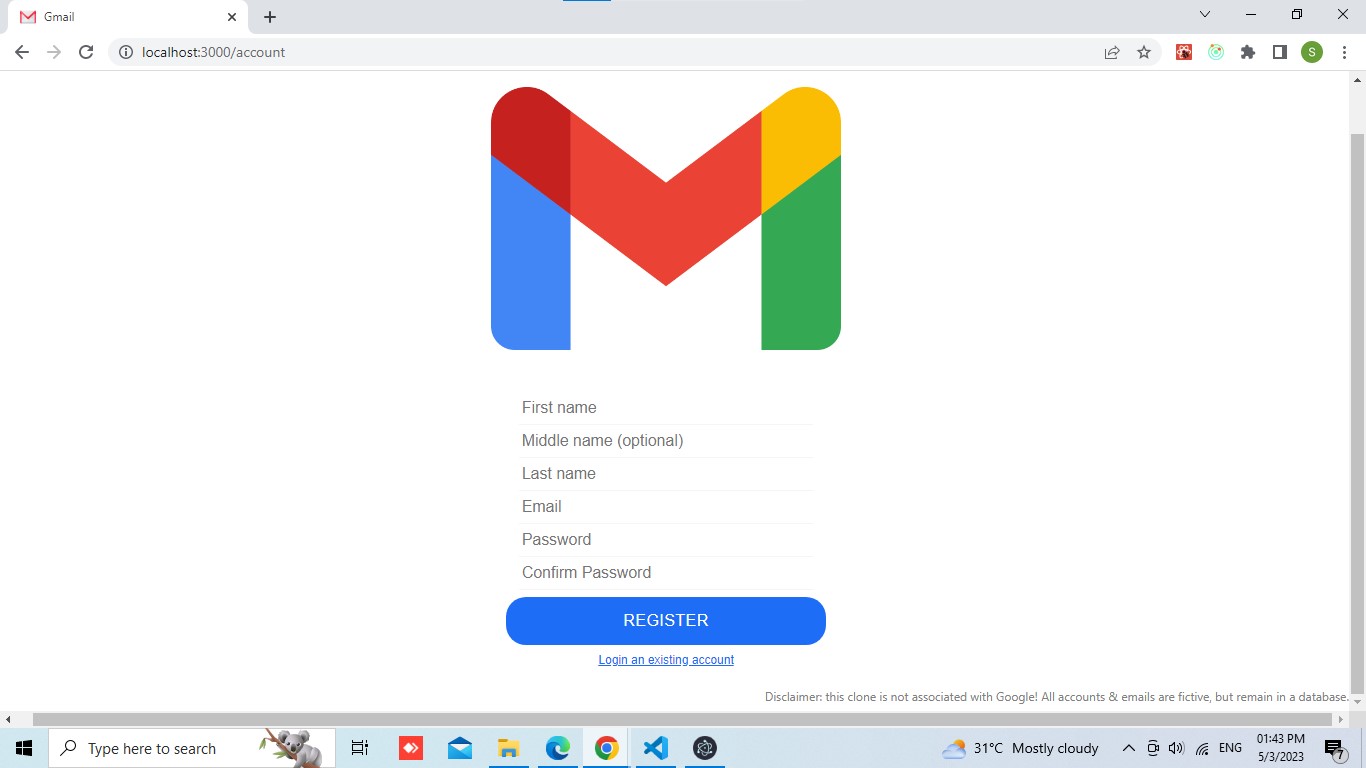 Gmail
localhost:3000/account
S
First name
Middle name (optional)
Last name
Email
Password
Confirm Password
REGISTER
Login an existing account
Disclaimer: this clone is not associated with Google! All accounts & emails are fictive, but remain in a database.
Type here to search
31°C Mostly cloudy
ENG
01:43 PM
5/3/2023
7